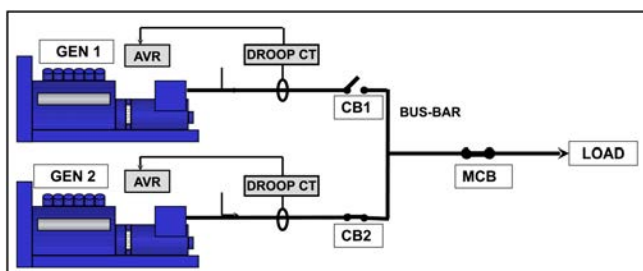 GEN 1
AVR
DROOP CT
CB1
BUS-BAR
GEN 2
AVR
DROOP CT
CB2
MCB
LOAD